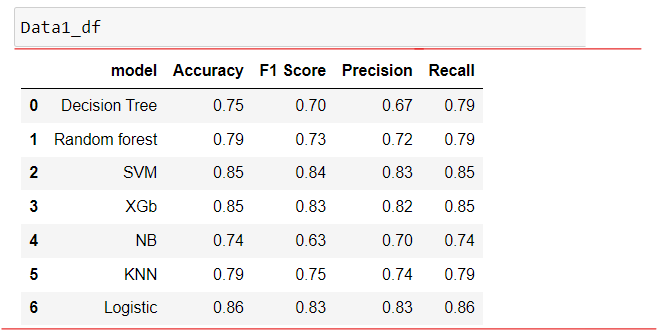 Data1_df
model Accuracy F1 Score Precision Recall
0 Decision Tree 0.75 0.70 0.67 0.79
1 Random forest 0.79 0.73 0.72 0.79
2 SVM 0.85 0.84 0.83 0.85
3 XGb 0.85 0.83 0.82 0.85
4 NB 0.74 0.63 0.70 0.74
5 KNN 0.79 0.75 0.74 0.79
6 Logistic 0.86 0.83 0.83 0.86